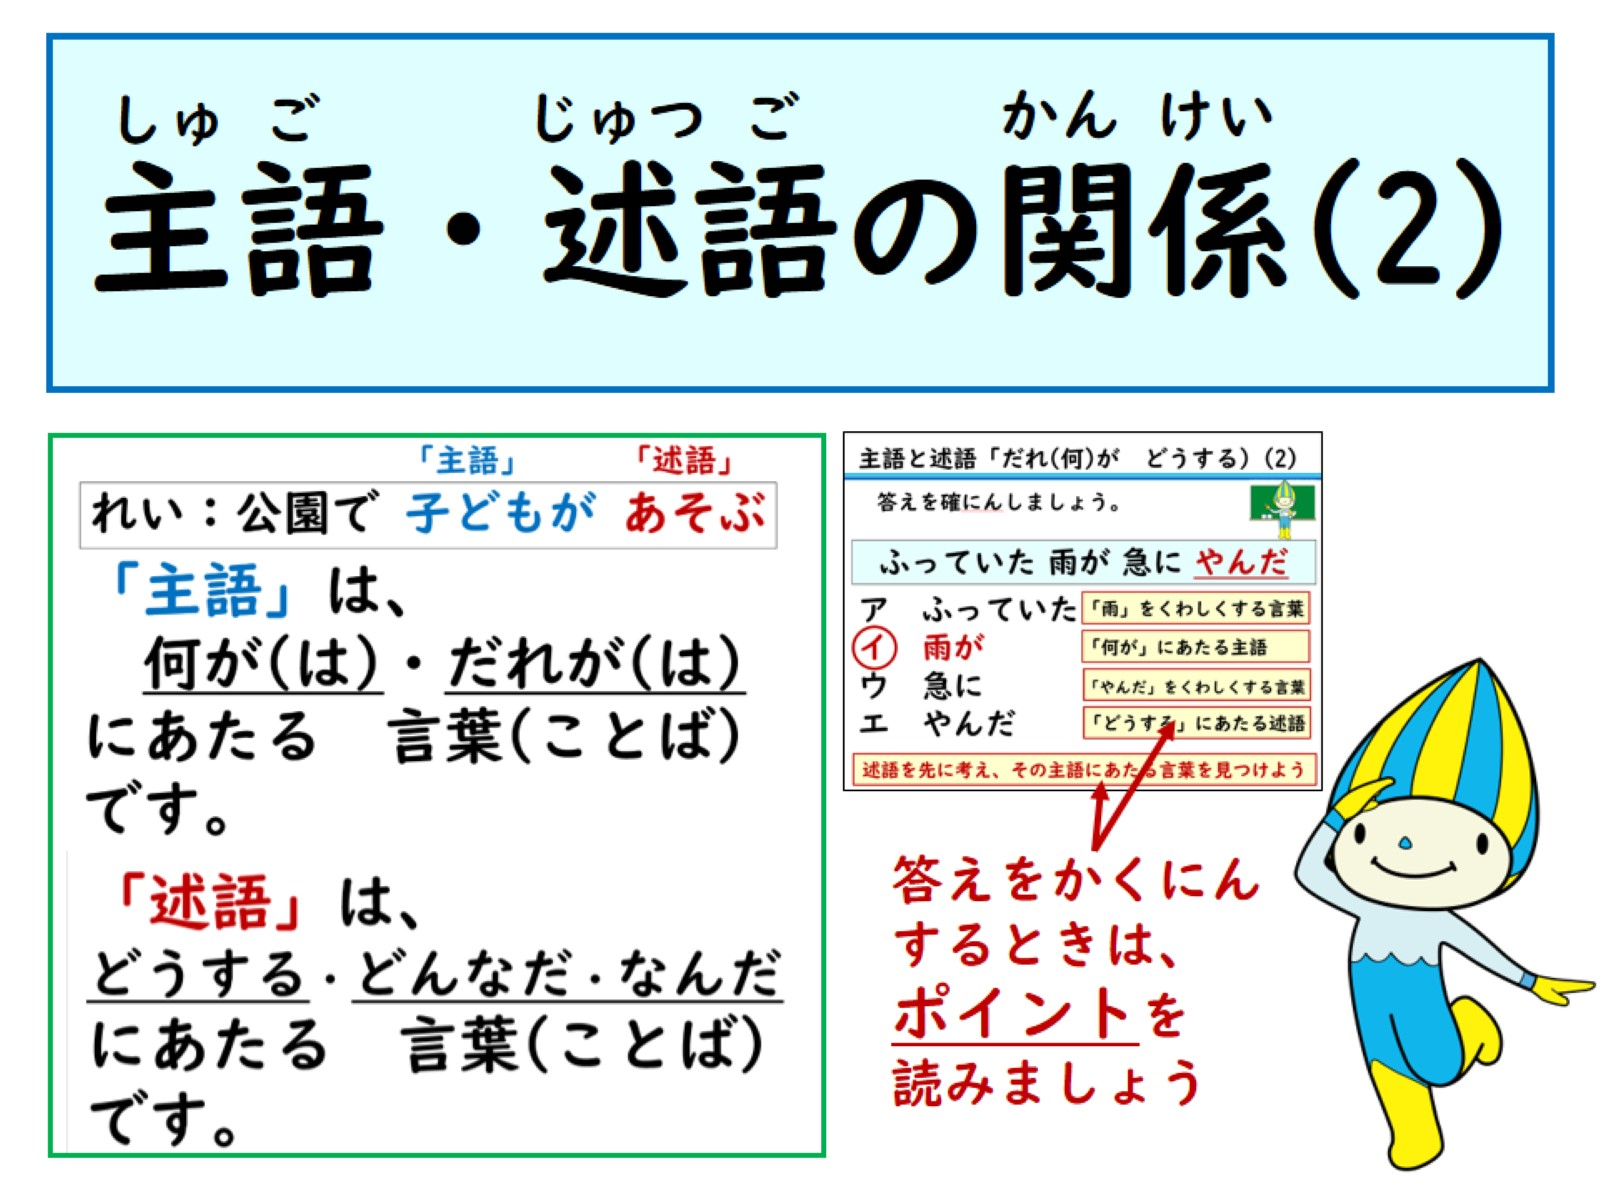 しゅ ご じゅつ ご かん けい
主語・述語の関係(2)
「主語」 「述語」
れい：公園で 子どもが あそぶ
「主語」は、
何が(は)・だれが(は)
にあたる 言葉(ことば)
です。
「述語」は、
どうする・どんなだ・なんだ
にあたる 言葉(ことば)
です。
主語と述語「だれ(何)が どうする）(2)
答えを確にんしましょう。
ふっていた 雨が 急に やんだ
ア ふっていた 「雨」をくわしくする言葉
イ 雨が 「何が」にあたる主語
ウ 急に 「やんだ」をくわしくする言葉
エ やんだ 「どうする」にあたる述語
述語を先に考え、その主語にあたる言葉を見つけよう
答えをかくにん
するときは、
ポイントを
読みましょう